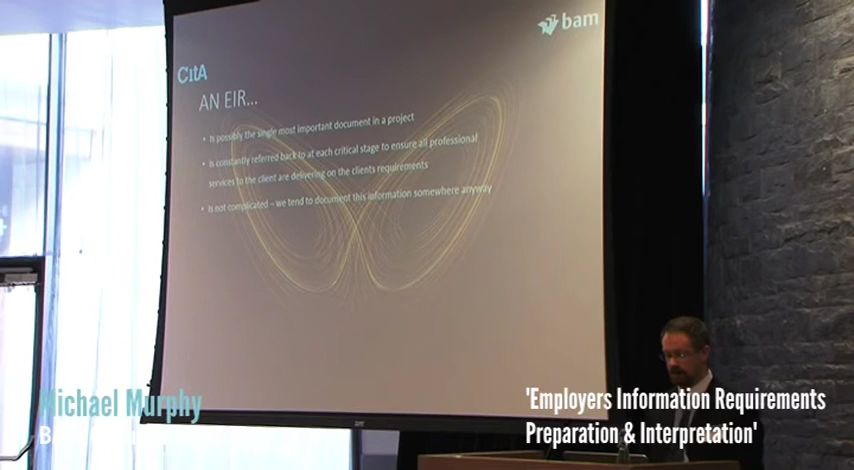 bam
CitA
AN EIR...
• Is possibly the single most important document in a project
• Is constantly referred back to at each critical stage to ensure all professional
services to the client are delivering on the clients requirements
• Is not complicated – we tend to document this information somewhere anyway
Michael Murphy
'Employers Information Requirements
Preparation & Interpretation'